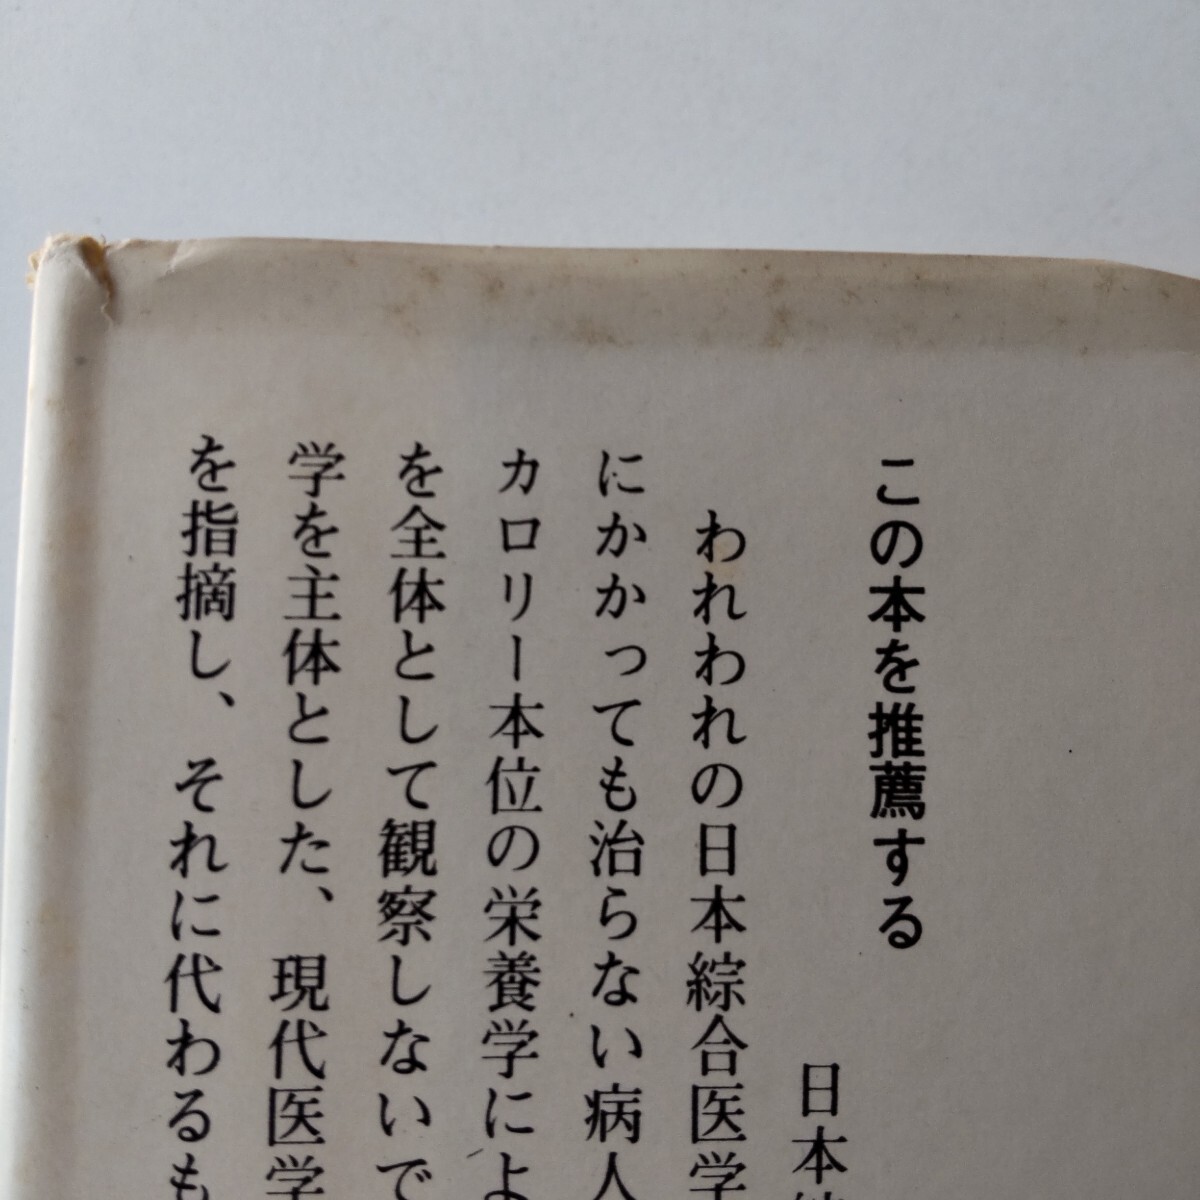 この本を推薦する
日本
われわれの日本綜合医学
にかかっても治らない病人
カロリー本位の栄養学によ
を全体として観察しないで
学を主体とした、現代医学
を指摘し、それに代わるも